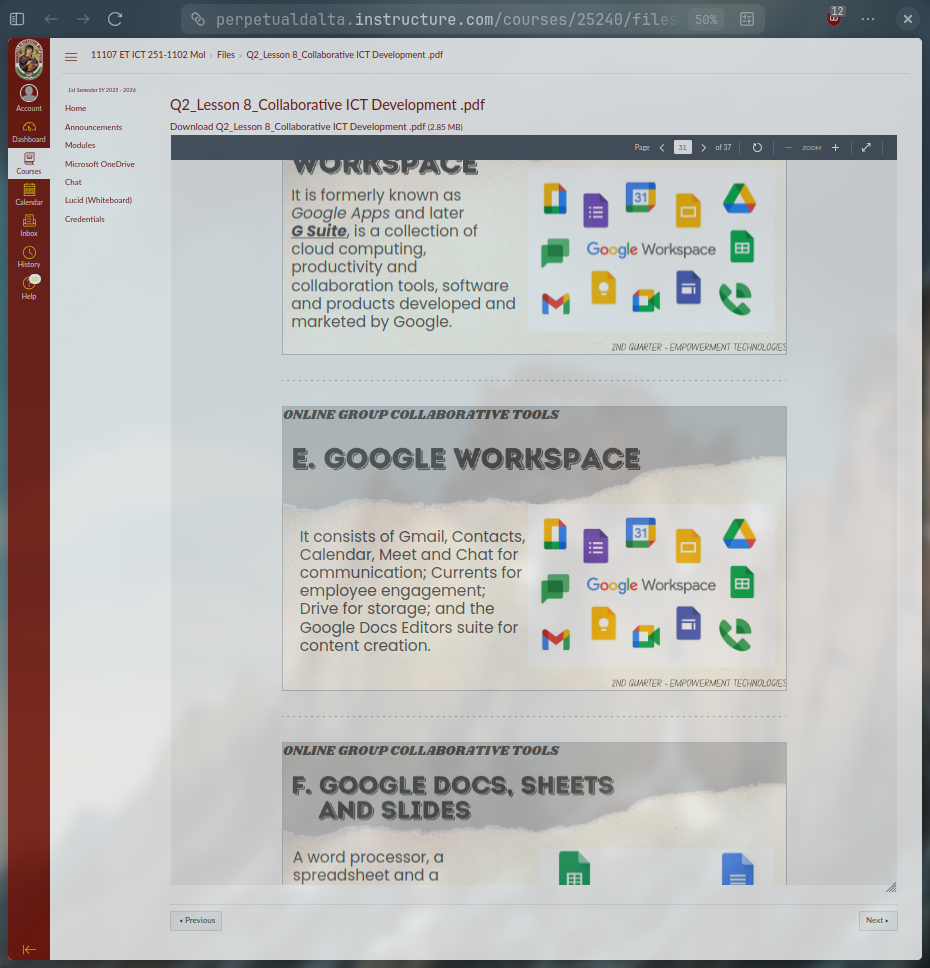 perpetualdalta.instructure.com/courses/25240/files
50%
12
11107 ET ICT 251-1102 Mol › Files › Q2_Lesson 8_Collaborative ICT Development .pdf
1st Semester SY 2025 - 2026
Home
Announcements
Modules
Microsoft OneDrive
Chat
Lucid (Whiteboard)
Credentials
Account
Dashboard
Courses
Calendar
Inbox
History
Help
Q2_Lesson 8_Collaborative ICT Development .pdf
Download Q2_Lesson 8_Collaborative ICT Development .pdf (2.85 MB)
Page 31 of 37 ZOOM
WORKSPACE
It is formerly known as
Google Apps and later
G Suite, is a collection of
cloud computing,
productivity and
collaboration tools, software
and products developed and
marketed by Google.
31
Google Workspace
2ND QUARTER - EMPOWERMENT TECHNOLOGIES
ONLINE GROUP COLLABORATIVE TOOLS
E. GOOGLE WORKSPACE
It consists of Gmail, Contacts,
Calendar, Meet and Chat for
communication; Currents for
employee engagement;
Drive for storage; and the
Google Docs Editors suite for
content creation.
31
Google Workspace
2ND QUARTER - EMPOWERMENT TECHNOLOGIES
ONLINE GROUP COLLABORATIVE TOOLS
F. GOOGLE DOCS, SHEETS
AND SLIDES
A word processor, a
spreadsheet and a
◂ Previous
Next ▸